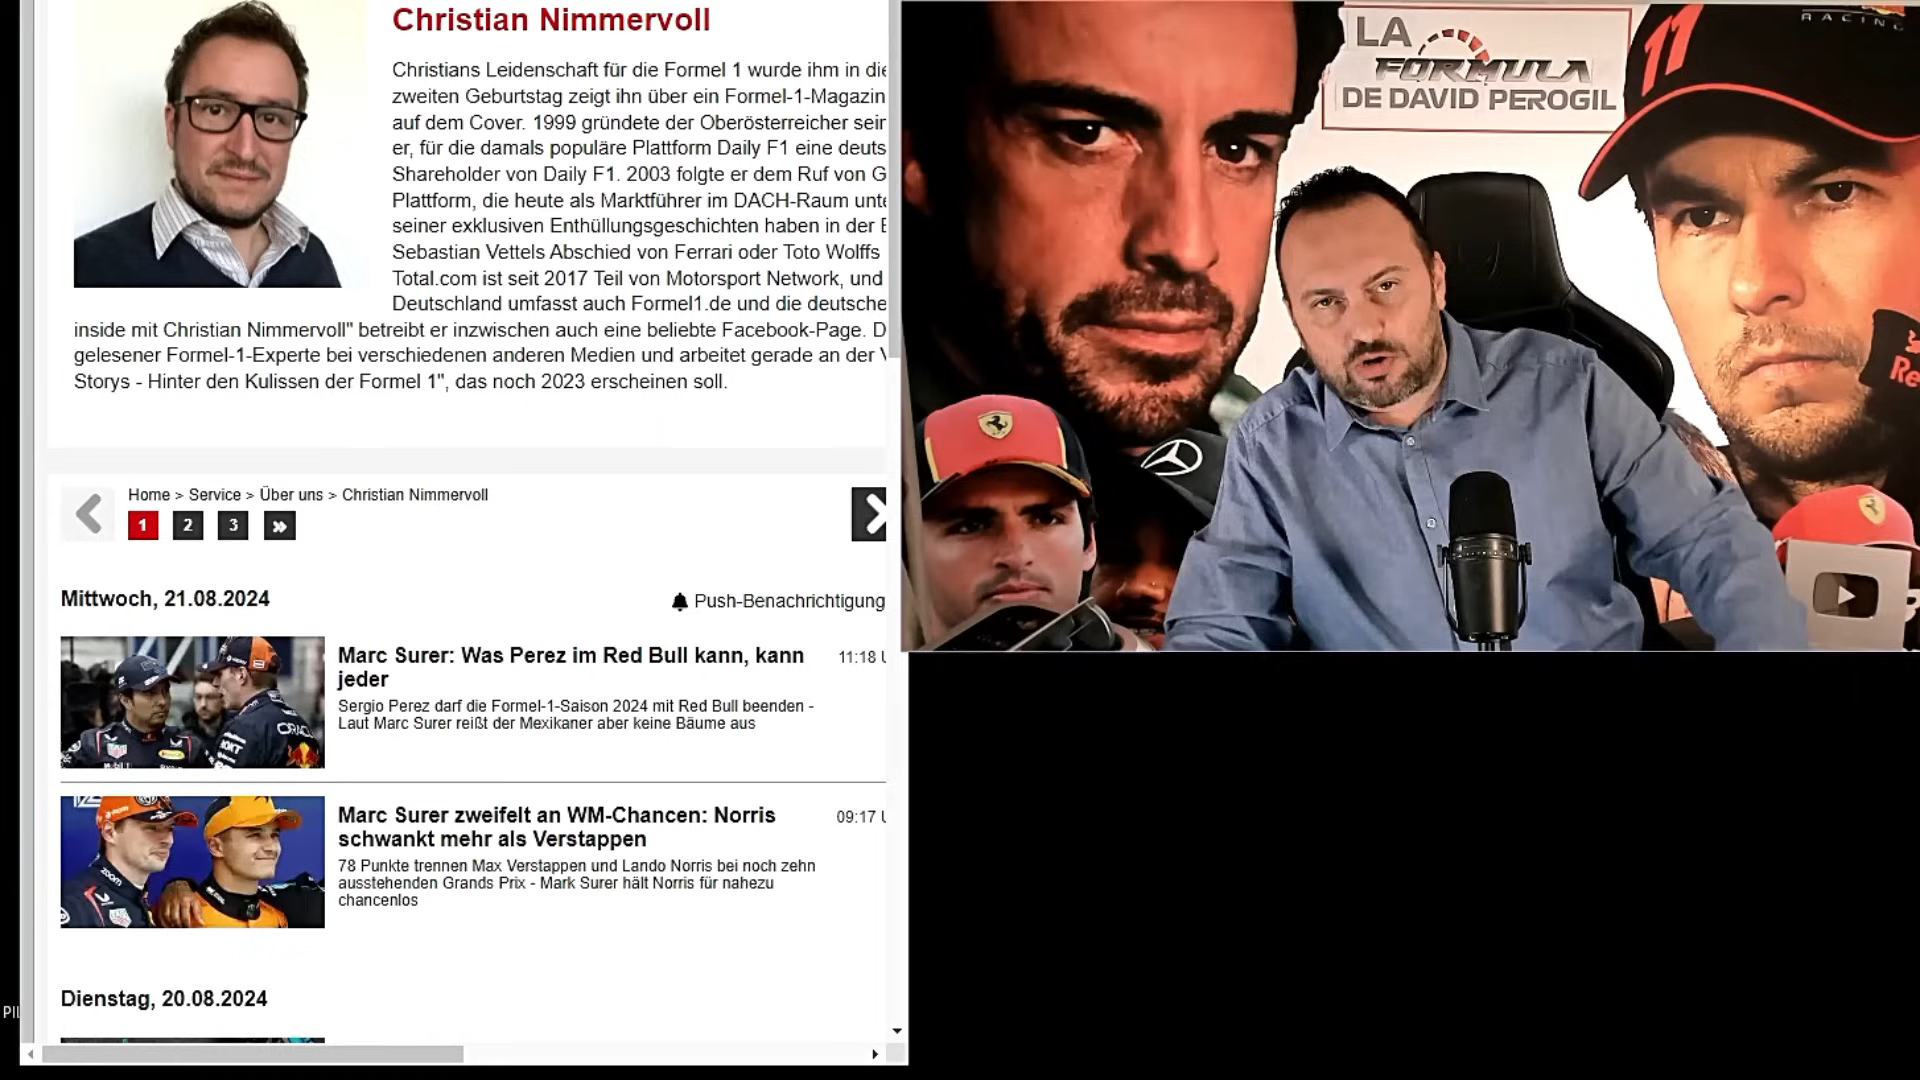 Christian Nimmervoll
Christians Leidenschaft für die Formel 1 wurde ihm in die
zweiten Geburtstag zeigt ihn über ein Formel-1-Magazin
auf dem Cover. 1999 gründete der Oberösterreicher sein
er, für die damals populäre Plattform Daily F1 eine deuts
Shareholder von Daily F1. 2003 folgte er dem Ruf von G
Plattform, die heute als Marktführer im DACH-Raum unte
seiner exklusiven Enthüllungsgeschichten haben in der
Sebastian Vettels Abschied von Ferrari oder Toto Wolffs
Total.com ist seit 2017 Teil von Motorsport Network, und
Deutschland umfasst auch Formel1.de und die deutsche
inside mit Christian Nimmervoll" betreibt er inzwischen auch eine beliebte Facebook-Page. D
gelesener Formel-1-Experte bei verschiedenen anderen Medien und arbeitet gerade an der
Storys - Hinter den Kulissen der Formel 1", das noch 2023 erscheinen soll.
Home > Service > Über uns > Christian Nimmervoll
1 2 3 »
Mittwoch, 21.08.2024
Push-Benachrichtigung
Marc Surer: Was Perez im Red Bull kann, kann
jeder
11:18 U
Sergio Perez darf die Formel-1-Saison 2024 mit Red Bull beenden -
Laut Marc Surer reißt der Mexikaner aber keine Bäume aus
Marc Surer zweifelt an WM-Chancen: Norris
schwankt mehr als Verstappen
09:17 U
78 Punkte trennen Max Verstappen und Lando Norris bei noch zehn
ausstehenden Grands Prix - Mark Surer hält Norris für nahezu
chancenlos
Dienstag, 20.08.2024
PIL
LA
FÓRMULA
DE DAVID PEROGIL
11
RACING
Re
zoom
ORACL